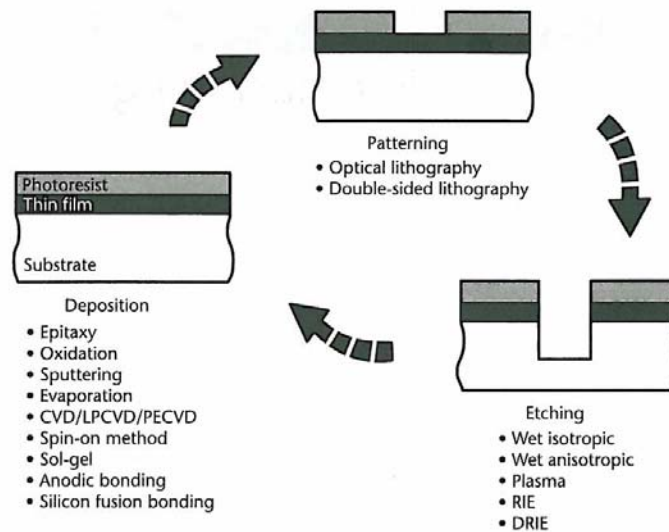 Patterning
• Optical lithography
• Double-sided lithography
Photoresist
Thin film
Substrate
Deposition
• Epitaxy
• Oxidation
• Sputtering
• Evaporation
• CVD/LPCVD/PECVD
• Spin-on method
• Sol-gel
• Anodic bonding
• Silicon fusion bonding
Etching
• Wet isotropic
• Wet anisotropic
• Plasma
• RIE
• DRIE